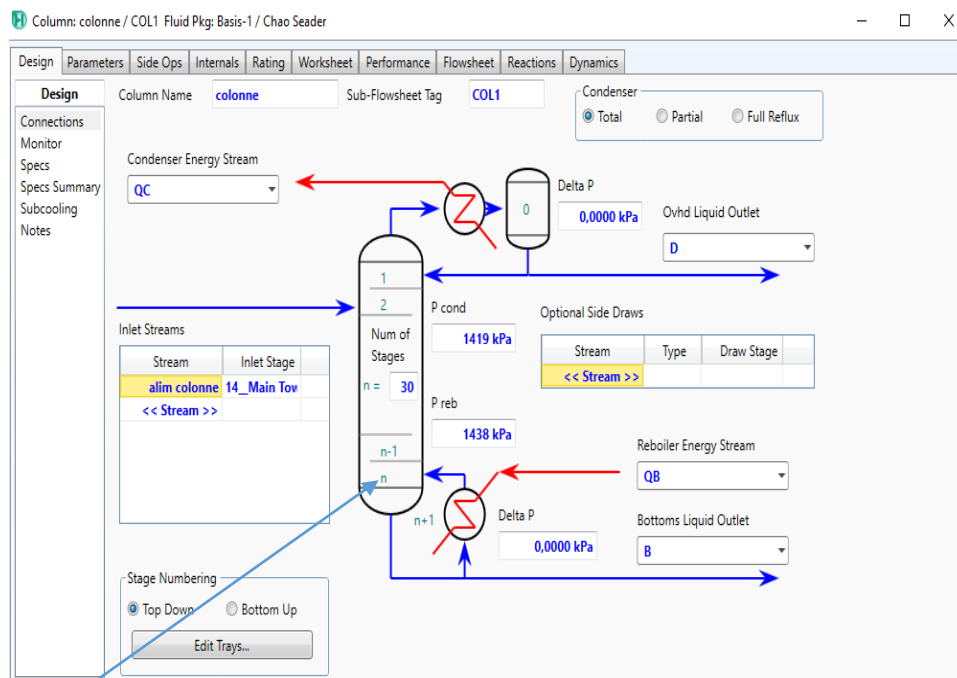 Column: colonne / COL1 Fluid Pkg: Basis-1 / Chao Seader
Design Parameters Side Ops Internals Rating Worksheet Performance Flowsheet Reactions Dynamics
Design
Connections
Monitor
Specs
Specs Summary
Subcooling
Notes
Column Name colonne Sub-Flowsheet Tag COL1
Condenser
Total Partial Full Reflux
Condenser Energy Stream
QC
0
Delta P
0,0000 kPa
Ovhd Liquid Outlet
D
1
2
Num of
Stages
n = 30
n-1
n
n+1
P cond
1419 kPa
P reb
1438 kPa
Inlet Streams
Stream Inlet Stage
alim colonne 14__Main Tow
<< Stream >>
Optional Side Draws
Stream Type Draw Stage
<< Stream >>
Reboiler Energy Stream
QB
Delta P
0,0000 kPa
Bottoms Liquid Outlet
B
Stage Numbering
Top Down Bottom Up
Edit Trays...